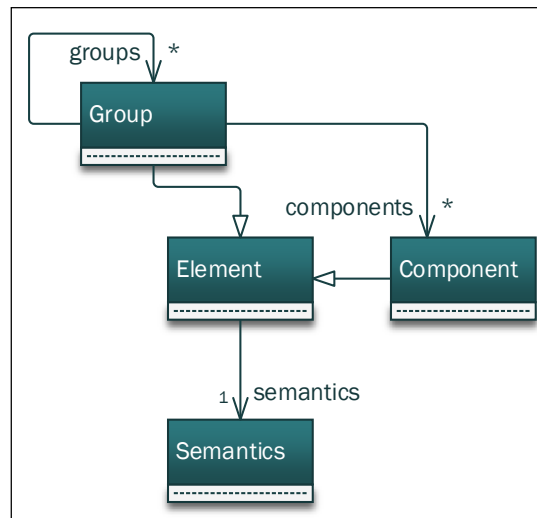 groups *
Group
components *
Element
Component
1 semantics
Semantics